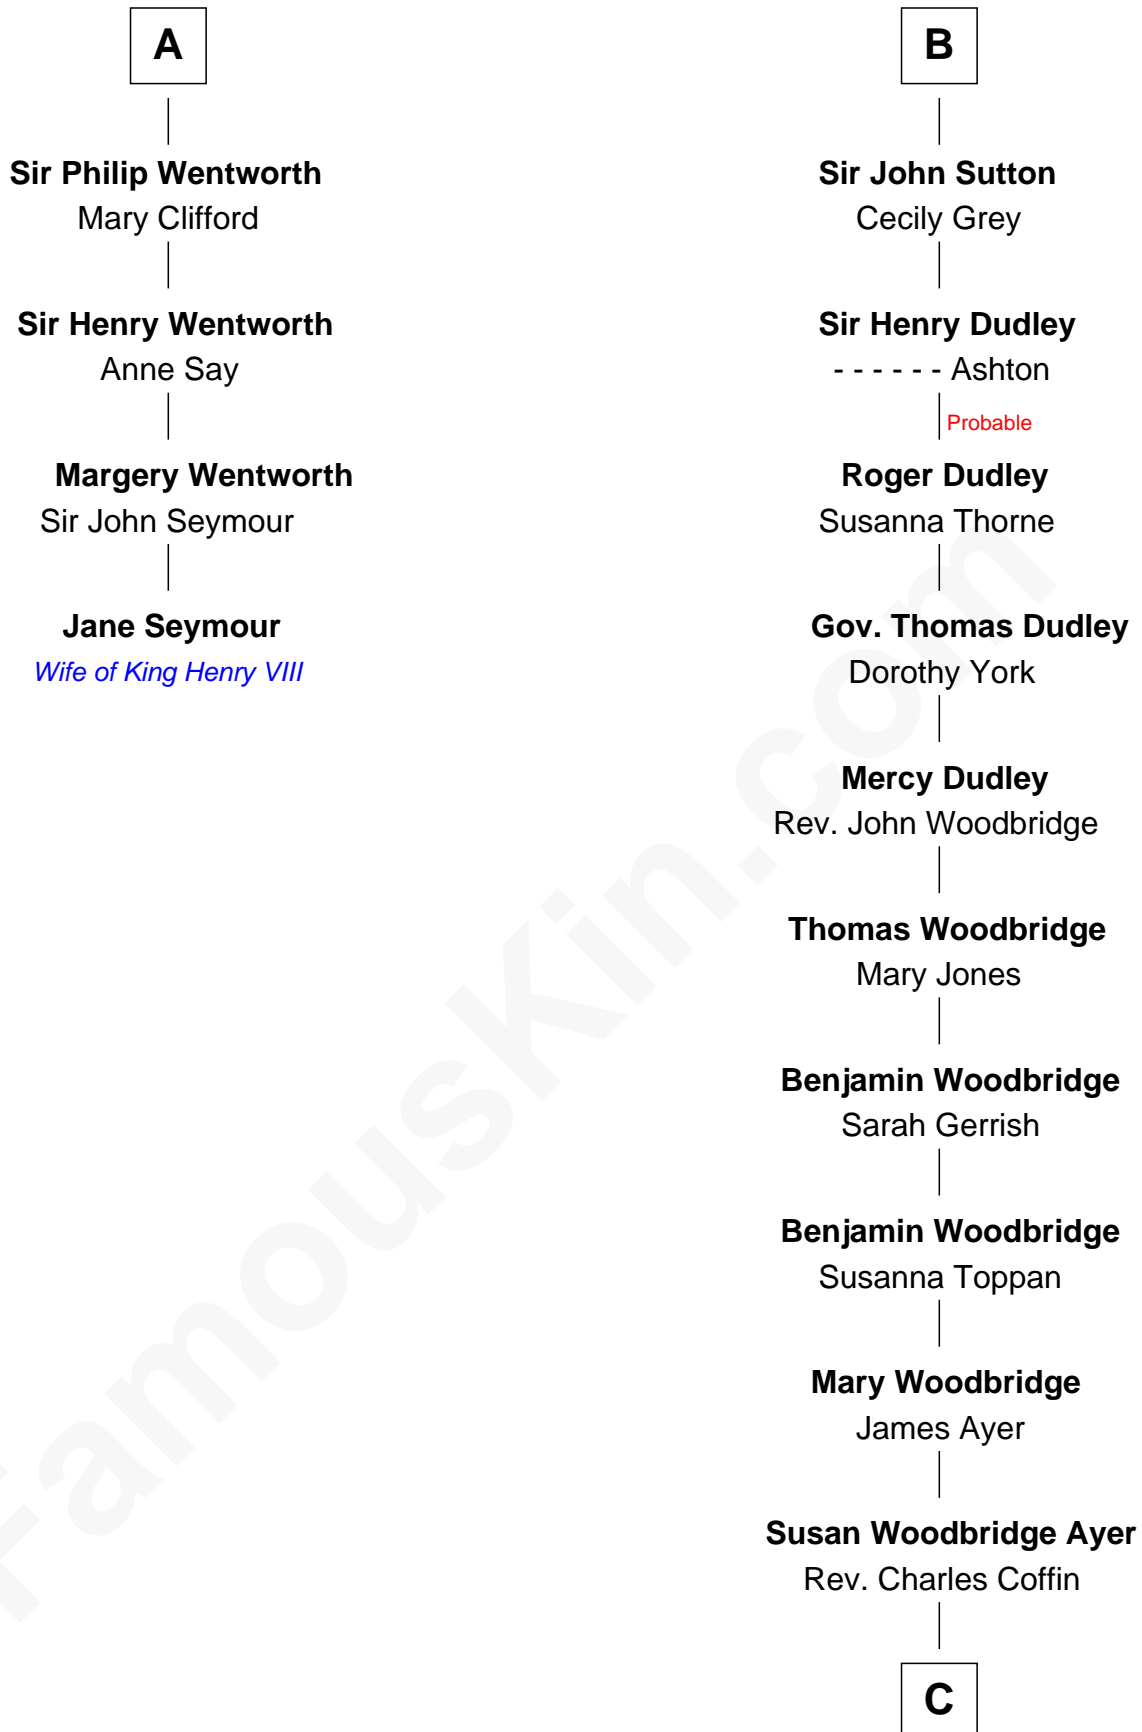 A
Sir Philip Wentworth
Mary Clifford
Sir Henry Wentworth
Anne Say
Margery Wentworth
Sir John Seymour
Jane Seymour
Wife of King Henry VIII
B
Sir John Sutton
Cecily Grey
Sir Henry Dudley
- - - - - - Ashton
Probable
Roger Dudley
Susanna Thorne
Gov. Thomas Dudley
Dorothy York
Mercy Dudley
Rev. John Woodbridge
Thomas Woodbridge
Mary Jones
Benjamin Woodbridge
Sarah Gerrish
Benjamin Woodbridge
Susanna Toppan
Mary Woodbridge
James Ayer
Susan Woodbridge Ayer
Rev. Charles Coffin
C
FamousKin.com